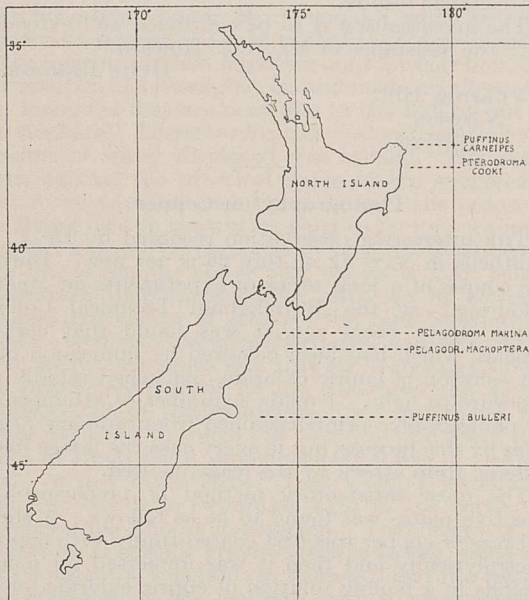 170°
175°
180°
35°
PUFFINUS
CARNEIPES
PTERODROMA
COOKI
NORTH ISLAND
40°
PELAGODROMA MARINA
PELAGODR. MACROPTERA
SOUTH
PUFFINUS BULLERI
ISLAND
45°